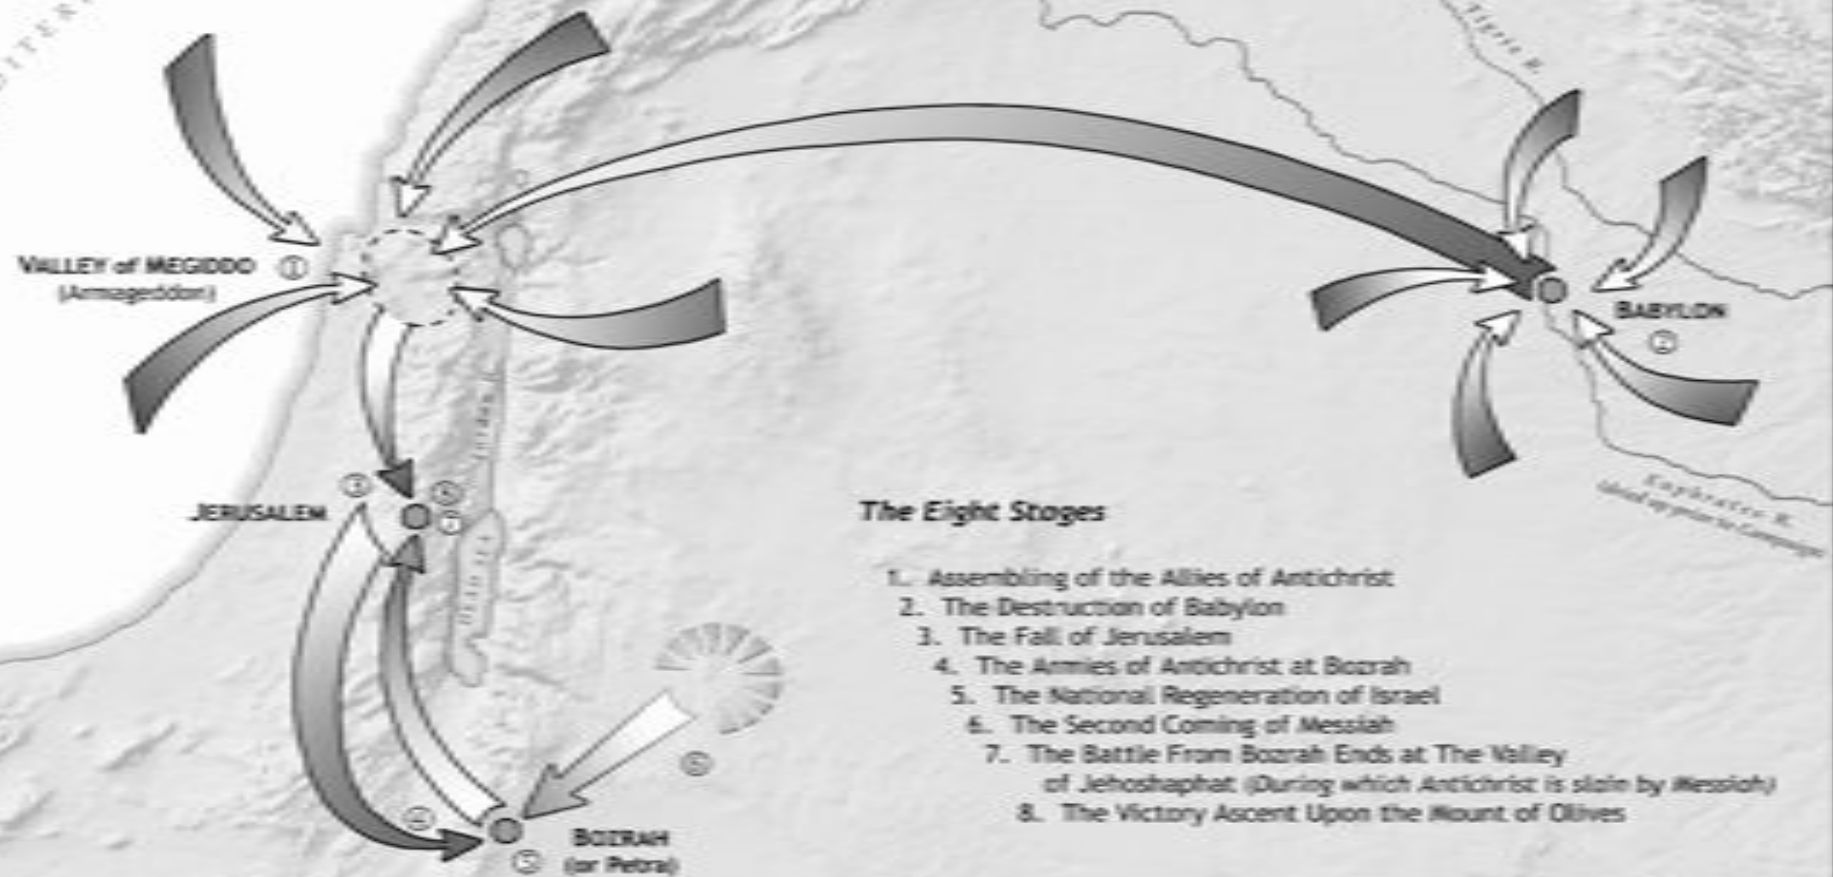 Tigris R.
VALLEY of MEGIDDO ①
(Armageddon)
BABYLON
②
Jordan R.
③
JERUSALEM
Euphrates R.
The Eight Stages
1. Assembling of the Allies of Antichrist
2. The Destruction of Babylon
3. The Fall of Jerusalem
4. The Armies of Antichrist at Bozrah
5. The National Regeneration of Israel
6. The Second Coming of Messiah
7. The Battle From Bozrah Ends at The Valley
of Jehoshaphat (During which Antichrist is slain by Messiah)
8. The Victory Ascent Upon the Mount of Olives
④
BOZRAH
⑤ (or Petra)